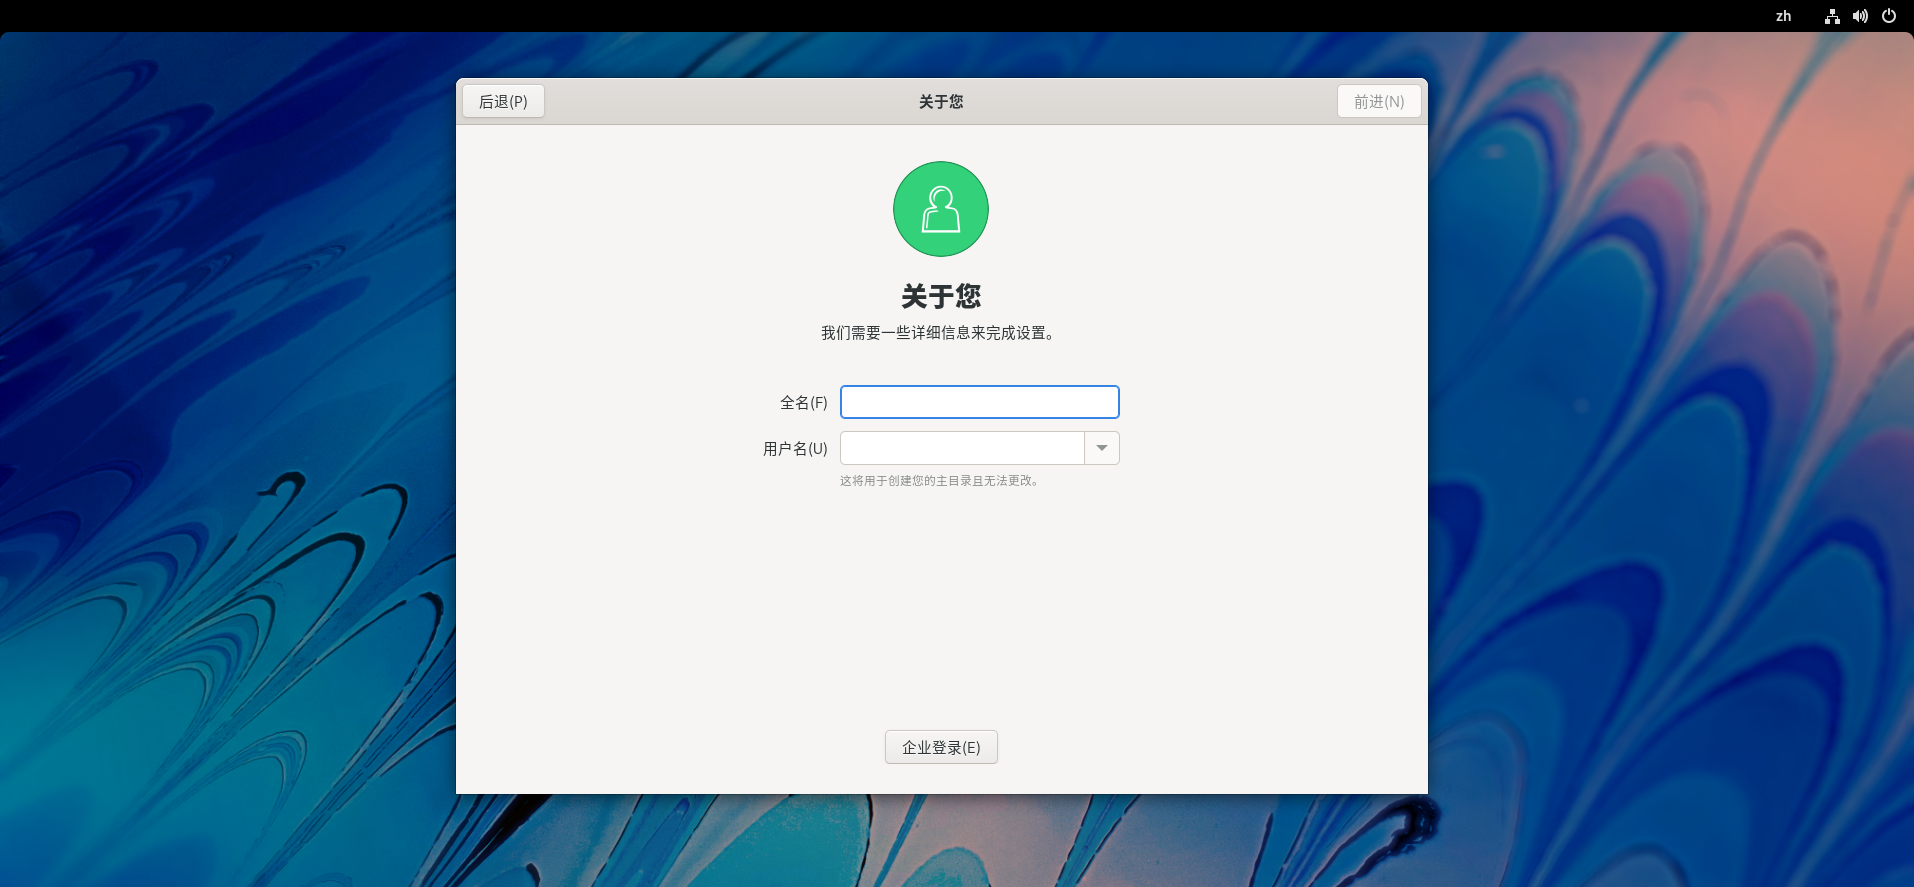 zh
后退(P)
关于您
前进(N)
关于您
我们需要一些详细信息来完成设置。
全名(F)
用户名(U)
这将用于创建您的主目录且无法更改。
企业登录(E)